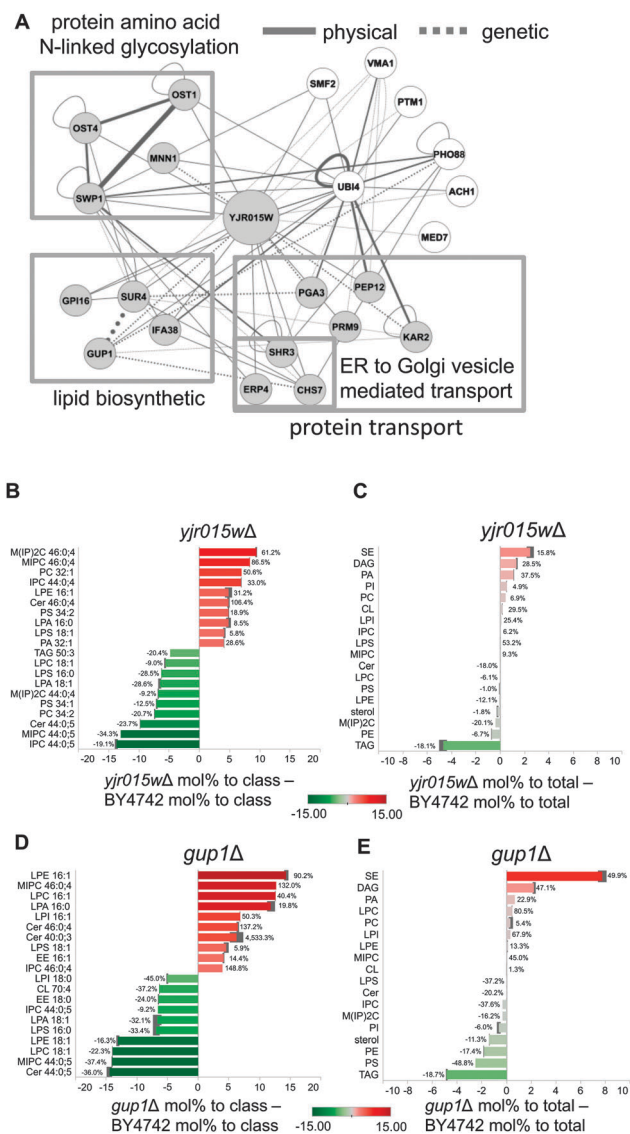 A
protein amino acid
N-linked glycosylation
physical
genetic
VMA1
SMF2
OST1
PTM1
OST4
PHO88
MNN1
UBI4
ACH1
SWP1
YJR015W
MED7
PEP12
PGA3
GPI16
SUR4
IFA38
PRM9
KAR2
GUP1
SHR3
ER to Golgi vesicle
mediated transport
ERP4
CHS7
lipid biosynthetic
protein transport
B
yjr015wΔ
M(IP)2C 46:0;4 61.2%
MIPC 46:0;4 86.5%
PC 32:1 50.6%
IPC 44:0;4 33.0%
LPE 16:1 31.2%
Cer 46:0;4 106.4%
PS 34:2 18.9%
LPA 16:0 8.5%
LPS 18:1 5.8%
PA 32:1 28.6%
TAG 50:3 -20.4%
LPC 18:1 -9.0%
LPS 16:0 -28.5%
LPA 18:1 -28.6%
M(IP)2C 44:0;4 -9.2%
PS 34:1 -12.5%
PC 34:2 -20.7%
Cer 44:0;5 -23.7%
MIPC 44:0;5 -34.3%
IPC 44:0;5 -19.1%
-20 -15 -10 -5 0 5 10 15 20
yjr015wΔ mol% to class –
BY4742 mol% to class
C
yjr015wΔ
SE 15.8%
DAG 28.5%
PA 37.5%
PI 4.9%
PC 6.9%
CL 29.5%
LPI 25.4%
IPC 6.2%
LPS 53.2%
MIPC 9.3%
Cer -18.0%
LPC -6.1%
PS -1.0%
LPE -12.1%
sterol -1.8%
M(IP)2C -20.1%
PE -6.7%
TAG -18.1%
-10 -8 -6 -4 -2 0 2 4 6 8 10
yjr015wΔ mol% to total –
BY4742 mol% to total
-15.00 15.00
D
gup1Δ
LPE 16:1 90.2%
MIPC 46:0;4 132.0%
LPC 16:1 40.4%
LPA 16:0 19.8%
LPI 16:1 50.3%
Cer 46:0;4 137.2%
Cer 40:0;3 4,533.3%
LPS 18:1 5.9%
EE 16:1 14.4%
IPC 46:0;4 148.8%
LPI 18:0 -45.0%
CL 70:4 -37.2%
EE 18:0 -24.0%
IPC 44:0;5 -9.2%
LPA 18:1 -32.1%
LPS 16:0 -33.4%
LPE 18:1 -16.3%
LPC 18:1 -22.3%
MIPC 44:0;5 -37.4%
Cer 44:0;5 -36.0%
-20 -15 -10 -5 0 5 10 15 20
gup1Δ mol% to class –
BY4742 mol% to class
E
gup1Δ
SE 49.9%
DAG 47.1%
PA 22.9%
LPC 80.5%
PC 5.4%
LPI 67.9%
LPE 13.3%
MIPC 45.0%
CL 1.3%
LPS -37.2%
Cer -20.2%
IPC -37.6%
M(IP)2C -16.2%
PI -6.0%
sterol -11.3%
PE -17.4%
PS -48.8%
TAG -18.7%
-10 -8 -6 -4 -2 0 2 4 6 8 10
gup1Δ mol% to total –
BY4742 mol% to total
-15.00 15.00